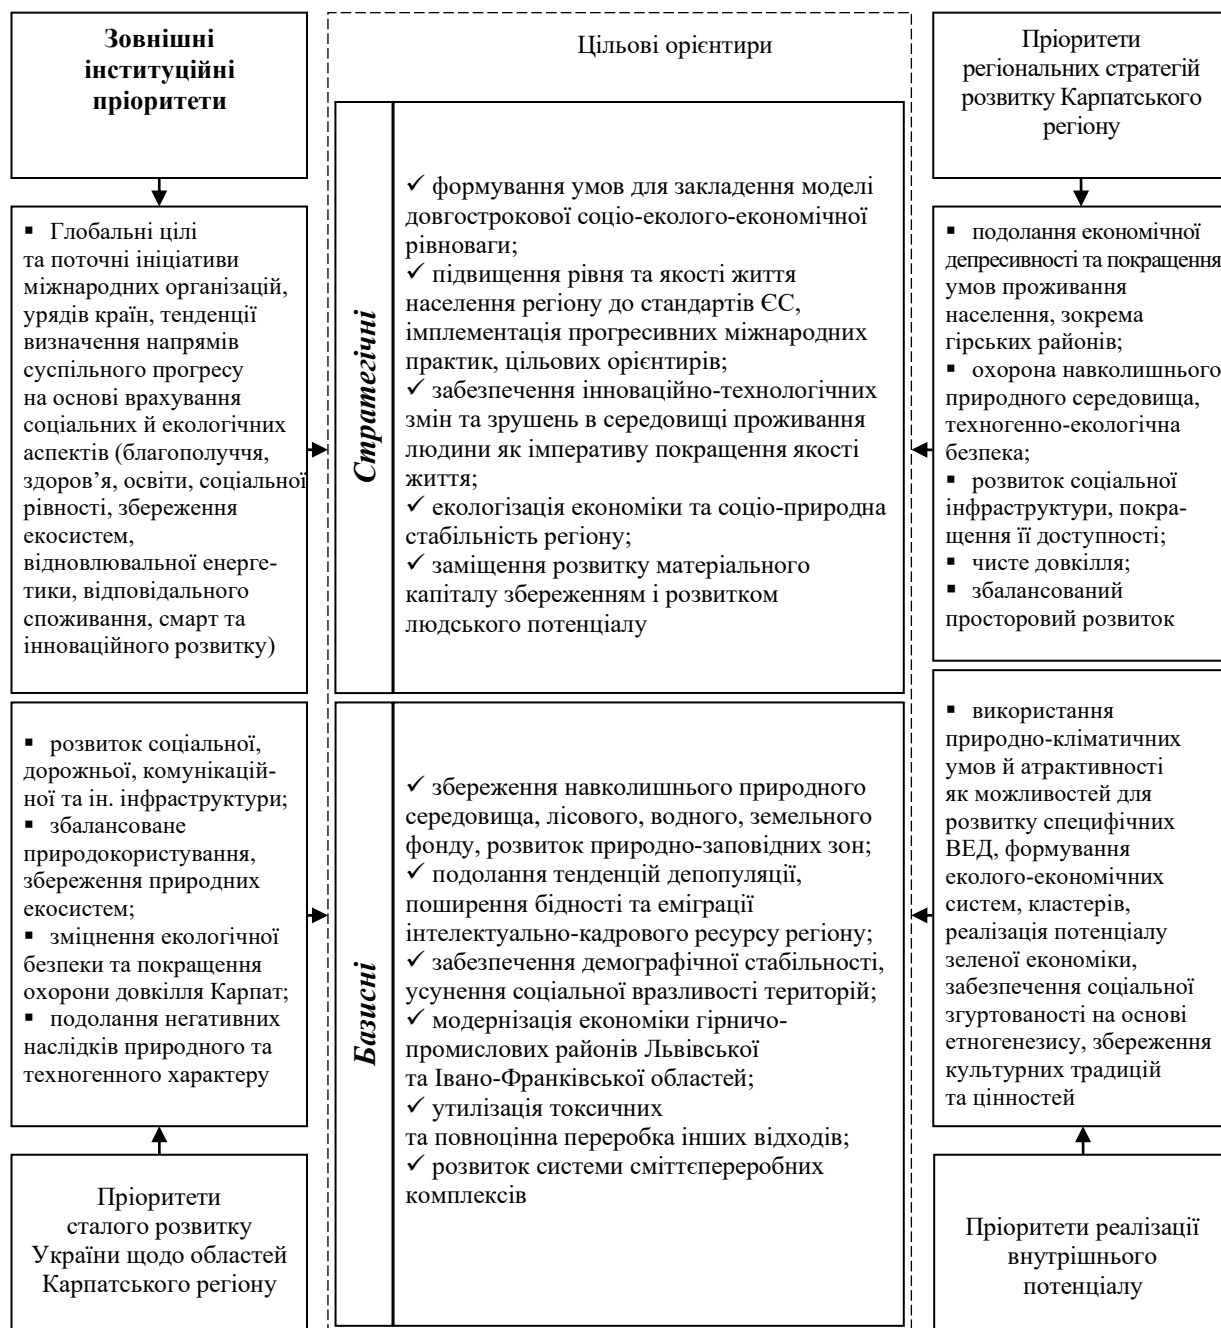 Зовнішні
інституційні
пріоритети
▪ Глобальні цілі
та поточні ініціативи
міжнародних організацій,
урядів країн, тенденції
визначення напрямів
суспільного прогресу
на основі врахування
соціальних й екологічних
аспектів (благополуччя,
здоров’я, освіти, соціальної
рівності, збереження
екосистем,
відновлювальної енерге-
тики, відповідального
споживання, смарт та
інноваційного розвитку)
▪ розвиток соціальної,
дорожньої, комунікацій-
ної та ін. інфраструктури;
▪ збалансоване
природокористування,
збереження природних
екосистем;
▪ зміцнення екологічної
безпеки та покращення
охорони довкілля Карпат;
▪ подолання негативних
наслідків природного та
техногенного характеру
Пріоритети
сталого розвитку
України щодо областей
Карпатського регіону
Цільові орієнтири
Стратегічні
✓ формування умов для закладення моделі
довгострокової соціо-еколого-економічної
рівноваги;
✓ підвищення рівня та якості життя
населення регіону до стандартів ЄС,
імплементація прогресивних міжнародних
практик, цільових орієнтирів;
✓ забезпечення інноваційно-технологічних
змін та зрушень в середовищі проживання
людини як імперативу покращення якості
життя;
✓ екологізація економіки та соціо-природна
стабільність регіону;
✓ заміщення розвитку матеріального
капіталу збереженням і розвитком
людського потенціалу
Базисні
✓ збереження навколишнього природного
середовища, лісового, водного, земельного
фонду, розвиток природно-заповідних зон;
✓ подолання тенденцій депопуляції,
поширення бідності та еміграції
інтелектуально-кадрового ресурсу регіону;
✓ забезпечення демографічної стабільності,
усунення соціальної вразливості територій;
✓ модернізація економіки гірничо-
промислових районів Львівської
та Івано-Франківської областей;
✓ утилізація токсичних
та повноцінна переробка інших відходів;
✓ розвиток системи сміттєпереробних
комплексів
Пріоритети
регіональних стратегій
розвитку Карпатського
регіону
▪ подолання економічної
депресивності та покращення
умов проживання
населення, зокрема
гірських районів;
▪ охорона навколишнього
природного середовища,
техногенно-екологічна
безпека;
▪ розвиток соціальної
інфраструктури, покра-
щення її доступності;
▪ чисте довкілля;
▪ збалансований
просторовий розвиток
▪ використання
природно-кліматичних
умов й атрактивності
як можливостей для
розвитку специфічних
ВЕД, формування
еколого-економічних
систем, кластерів,
реалізація потенціалу
зеленої економіки,
забезпечення соціальної
згуртованості на основі
етногенезису, збереження
культурних традицій
та цінностей
Пріоритети реалізації
внутрішнього
потенціалу